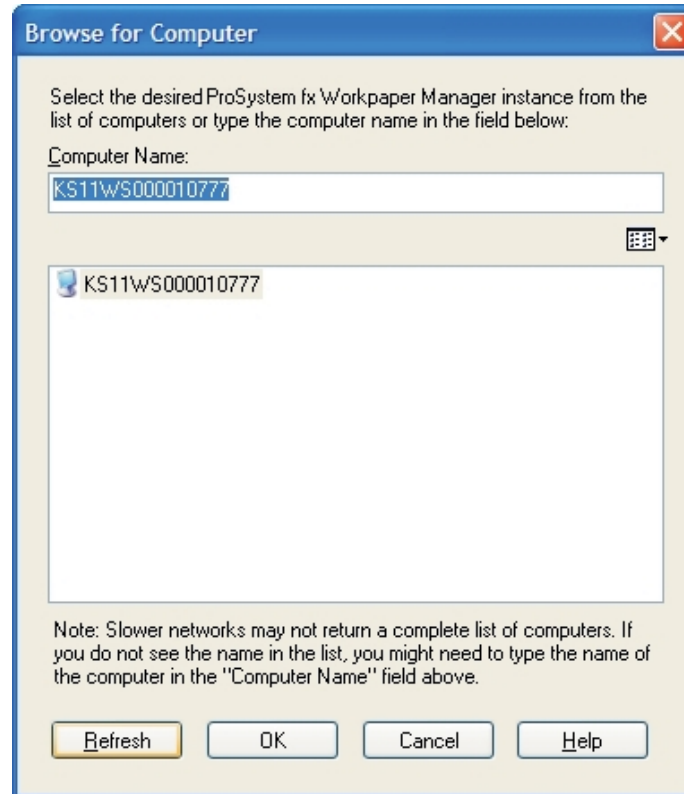 Browse for Computer
Select the desired ProSystem fx Workpaper Manager instance from the
list of computers or type the computer name in the field below:
Computer Name:
KS11WS000010777
KS11WS000010777
Note: Slower networks may not return a complete list of computers. If
you do not see the name in the list, you might need to type the name of
the computer in the "Computer Name" field above.
Refresh OK Cancel Help